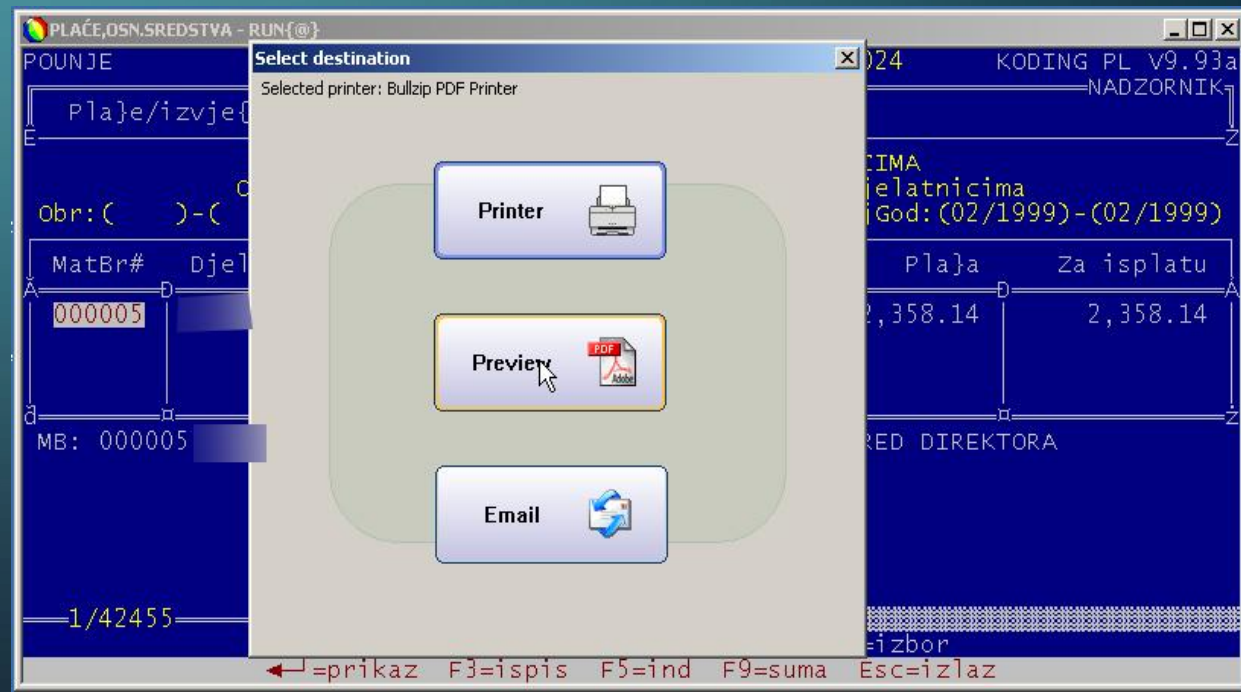 PLAĆE,OSN.SREDSTVA - RUN{@}
POUNJE
024 KODING PL V9.93a
NADZORNIK
Pla}e/izvje{
Select destination
Selected printer: Bullzip PDF Printer
Printer
Preview
PDF
Adobe
Email
CIMA
jelatnicima
Obr:( )-(
God:(02/1999)-(02/1999)
MatBr# Djel
Pla}a Za isplatu
000005
2,358.14 2,358.14
MB: 000005
RED DIREKTORA
1/42455
=izbor
=prikaz F3=ispis F5=ind F9=suma Esc=izlaz